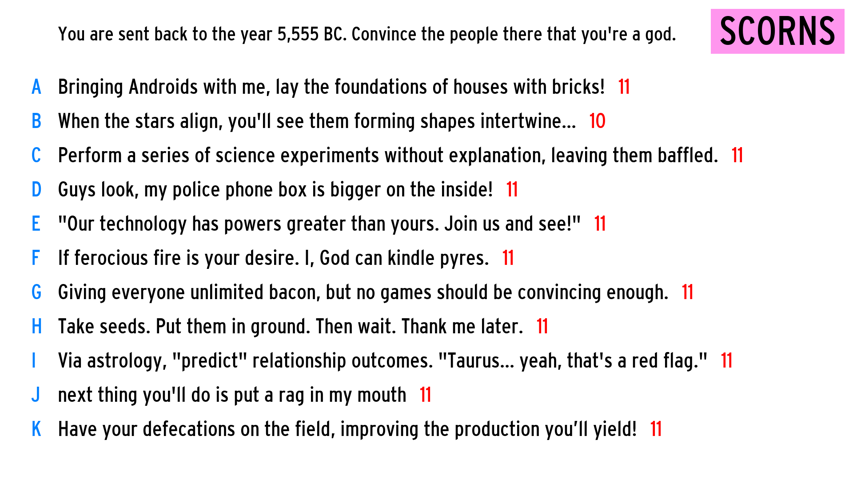 You are sent back to the year 5,555 BC. Convince the people there that you're a god.
SCORNS
A Bringing Androids with me, lay the foundations of houses with bricks! 11
B When the stars align, you'll see them forming shapes intertwine... 10
C Perform a series of science experiments without explanation, leaving them baffled. 11
D Guys look, my police phone box is bigger on the inside! 11
E "Our technology has powers greater than yours. Join us and see!" 11
F If ferocious fire is your desire. I, God can kindle pyres. 11
G Giving everyone unlimited bacon, but no games should be convincing enough. 11
H Take seeds. Put them in ground. Then wait. Thank me later. 11
I Via astrology, "predict" relationship outcomes. "Taurus... yeah, that's a red flag." 11
J next thing you'll do is put a rag in my mouth 11
K Have your defecations on the field, improving the production you’ll yield! 11